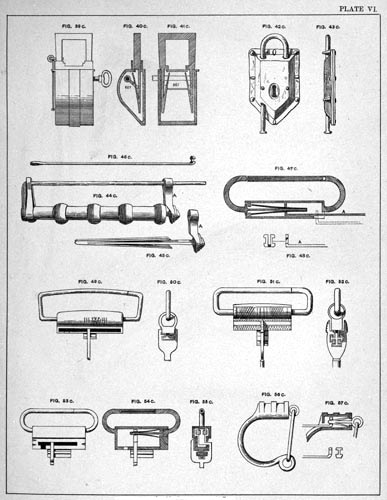 PLATE VI.
FIG. 39 C.
FIG. 40 C.
FIG. 41 C.
FIG. 42 C.
FIG. 43 C.
FIG. 46 C.
FIG. 44 C.
FIG. 47 C.
A
A
A
A
FIG. 45 C.
FIG. 48 C.
FIG. 49 C.
FIG. 50 C.
FIG. 51 C.
FIG. 52 C.
FIG. 53 C.
FIG. 54 C.
FIG. 55 C.
FIG. 56 C.
FIG. 57 C.